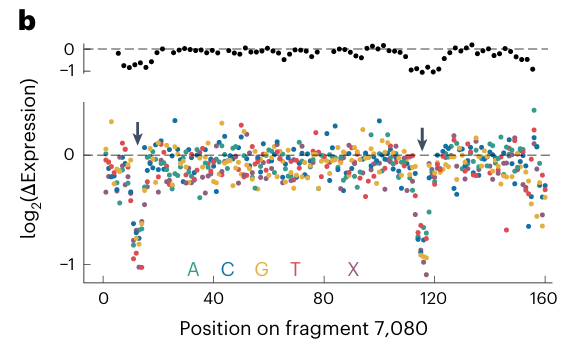 b
0
−1
log2(ΔExpression)
0
−1
A C G T X
0 40 80 120 160
Position on fragment 7,080